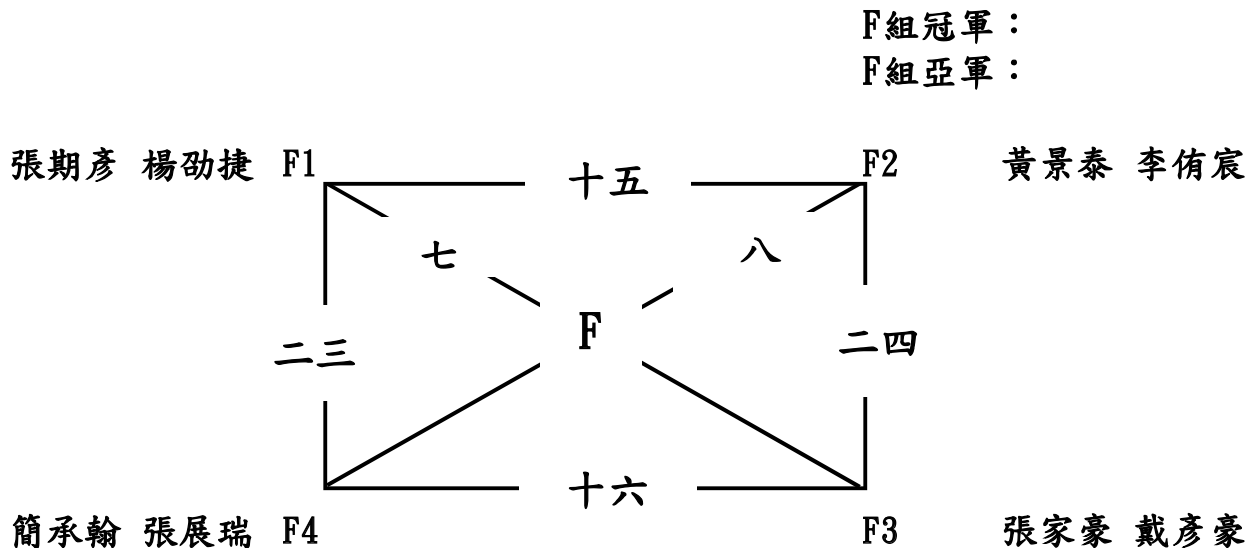 F組冠軍：
F組亞軍：
張期彥 楊劭捷 F1 十五 F2 黃景泰 李侑宸
七 八
F
二三 二四
十六
簡承翰 張展瑞 F4 F3 張家豪 戴彥豪